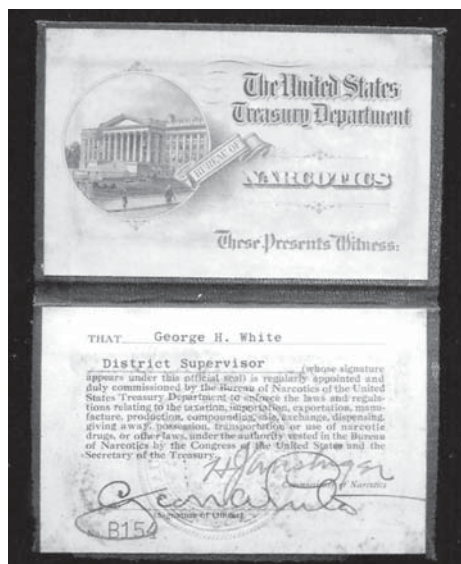 The United States
Treasury Department
BUREAU OF
NARCOTICS
These Presents Witness:
THAT George H. White
District Supervisor (whose signature
appears under this official seal) is regularly appointed and
duly commissioned by the Bureau of Narcotics of the United
States Treasury Department to enforce the laws and regula-
tions relating to the taxation, importation, exportation, manu-
facture, production, compounding, sale, exchange, dispensing,
giving away, possession, transportation or use of narcotic
drugs, or other laws, under the authority vested in the Bureau
of Narcotics by the Congress of the United States and the
Secretary of the Treasury.
H J Anslinger
Commissioner of Narcotics
(Signature of Officer)
B154